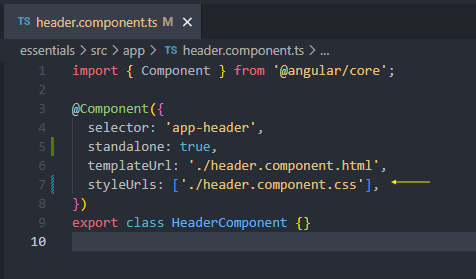 TS header.component.ts M ×
essentials > src > app > TS header.component.ts > ...
1 import { Component } from '@angular/core';
2
3 @Component({
4 selector: 'app-header',
5 standalone: true,
6 templateUrl: './header.component.html',
7 styleUrls: ['./header.component.css'],
8 })
9 export class HeaderComponent {}
10